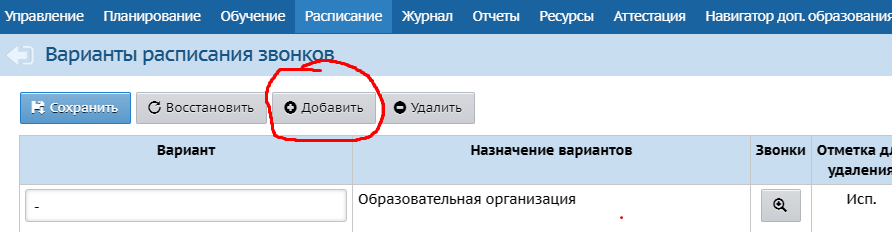 Управление Планирование Обучение Расписание Журнал Отчеты Ресурсы Аттестация Навигатор доп. образования
Варианты расписания звонков
Сохранить Восстановить Добавить Удалить
Вариант Назначение вариантов Звонки Отметка дл
удаления
- Образовательная организация Исп.